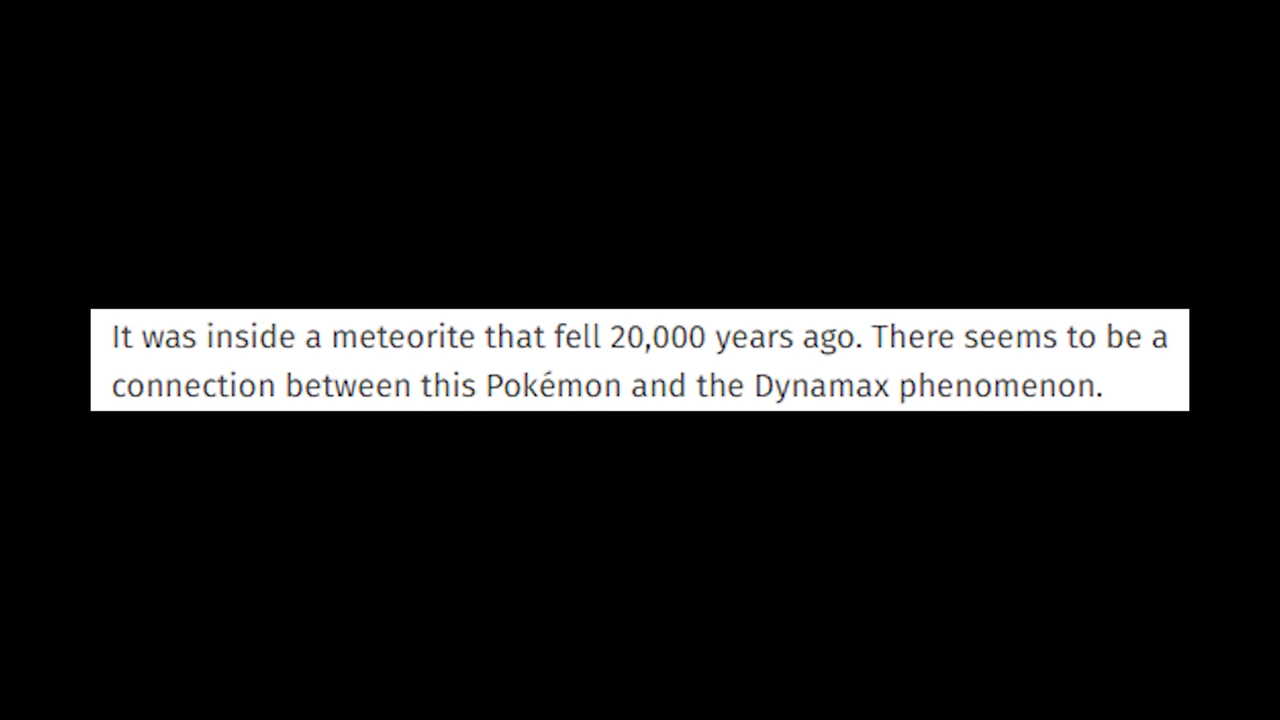 It was inside a meteorite that fell 20,000 years ago. There seems to be a
connection between this Pokémon and the Dynamax phenomenon.